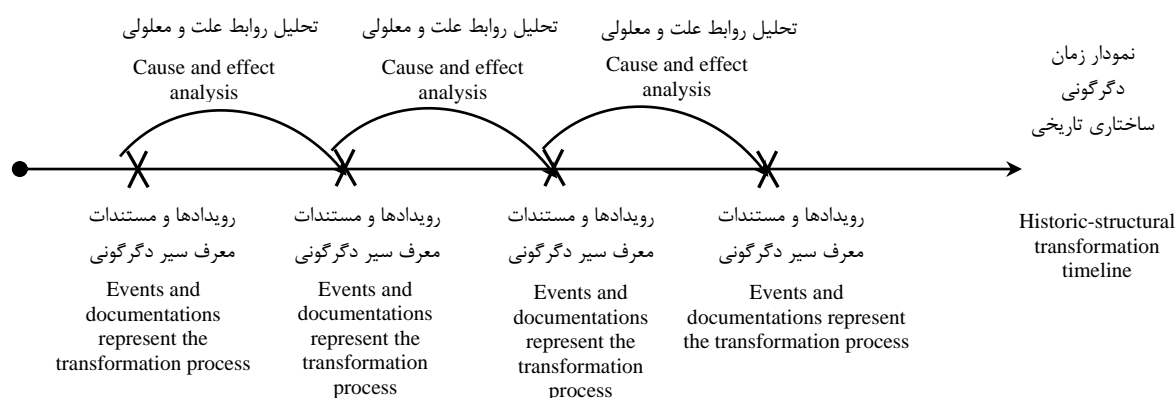 تحلیل روابط علت و معلولی
Cause and effect
analysis
تحلیل روابط علت و معلولی
Cause and effect
analysis
تحلیل روابط علت و معلولی
Cause and effect
analysis
نمودار زمان
دگرگونی
ساختاری تاریخی
رویدادها و مستندات
معرف سیر دگرگونی
Events and
documentations
represent the
transformation process
رویدادها و مستندات
معرف سیر دگرگونی
Events and
documentations
represent the
transformation
process
رویدادها و مستندات
معرف سیر دگرگونی
Events and
documentations
represent the
transformation
process
رویدادها و مستندات
معرف سیر دگرگونی
Events and
documentations represent
the transformation process
Historic-structural
transformation
timeline